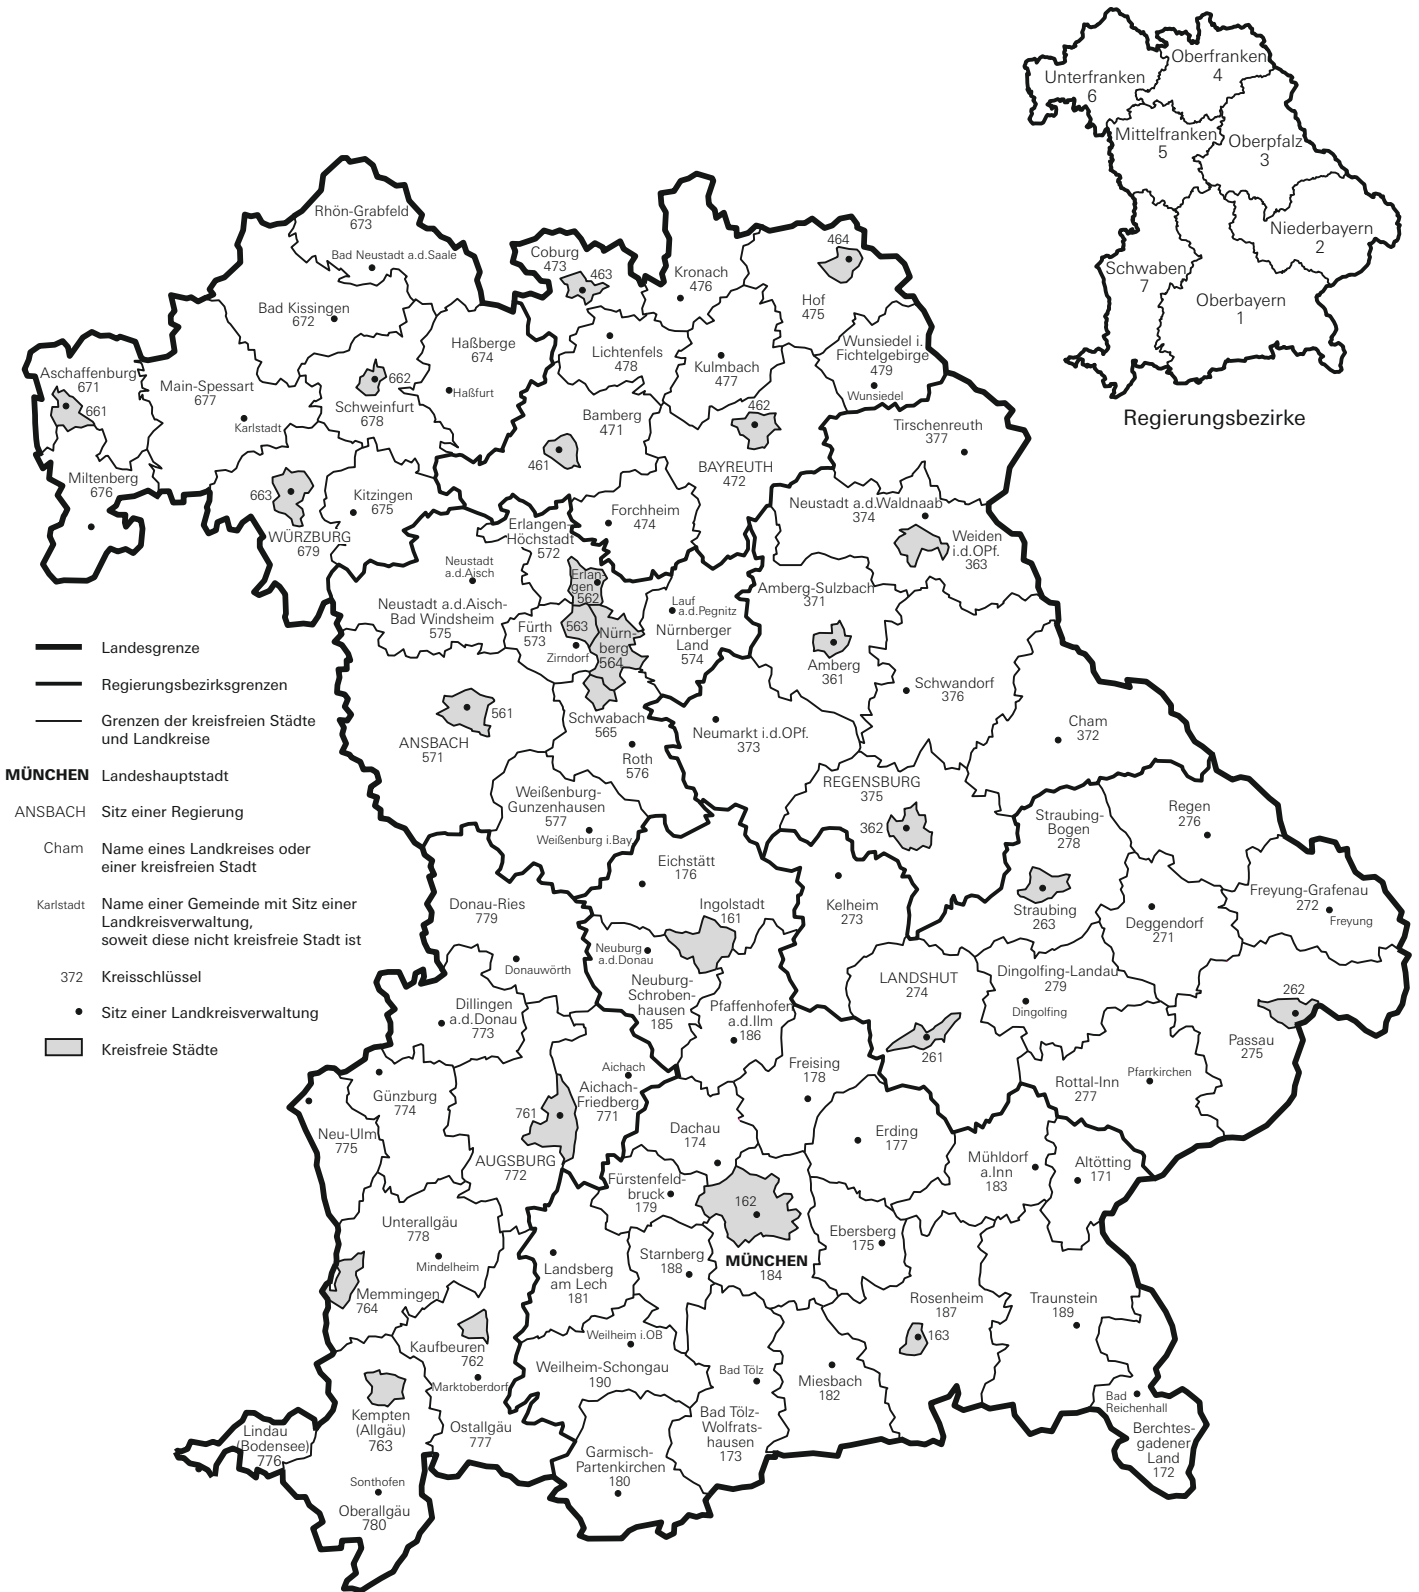 Unterfranken
6
Oberfranken
4
Mittelfranken
5
Oberpfalz
3
Niederbayern
2
Schwaben
7
Oberbayern
1
Regierungsbezirke
Rhön-Grabfeld
673
Bad Neustadt a.d.Saale
Bad Kissingen
672
Coburg
473
463
Kronach
476
464
Hof
475
Haßberge
674
Haßfurt
Lichtenfels
478
Kulmbach
477
Wunsiedel i.
Fichtelgebirge
479
Wunsiedel
Aschaffenburg
671
661
Main-Spessart
677
Karlstadt
662
Schweinfurt
678
Bamberg
471
461
462
BAYREUTH
472
Tirschenreuth
377
Miltenberg
676
663
WÜRZBURG
679
Kitzingen
675
Erlangen-
Höchstadt
572
Forchheim
474
Neustadt a.d.Waldnaab
374
Weiden
i.d.OPf.
363
Neustadt
a.d.Aisch
Neustadt a.d.Aisch-
Bad Windsheim
575
Erlan-
gen
562
Fürth
573
563
Zirndorf
Nürn-
berg
564
Lauf
a.d.Pegnitz
Nürnberger
Land
574
Amberg-Sulzbach
371
Amberg
361
Schwandorf
376
Cham
372
561
ANSBACH
571
Schwabach
565
Roth
576
Neumarkt i.d.OPf.
373
Weißenburg-
Gunzenhausen
577
Weißenburg i.Bay.
REGENSBURG
375
362
Straubing-
Bogen
278
Straubing
263
Regen
276
Freyung-Grafenau
272
Freyung
Deggendorf
271
Landesgrenze
Regierungsbezirksgrenzen
Grenzen der kreisfreien Städte
und Landkreise
MÜNCHEN Landeshauptstadt
ANSBACH Sitz einer Regierung
Cham Name eines Landkreises oder
einer kreisfreien Stadt
Karlstadt Name einer Gemeinde mit Sitz einer
Landkreisverwaltung,
soweit diese nicht kreisfreie Stadt ist
372 Kreisschlüssel
Sitz einer Landkreisverwaltung
Kreisfreie Städte
Donau-Ries
779
Donauwörth
Eichstätt
176
Ingolstadt
161
Neuburg
a.d.Donau
Neuburg-
Schroben-
hausen
185
Kelheim
273
LANDSHUT
274
261
Dingolfing-Landau
279
Dingolfing
262
Passau
275
Rottal-Inn
277
Pfarrkirchen
Dillingen
a.d.Donau
773
Pfaffenhofen
a.d.Ilm
186
Freising
178
Aichach
Aichach-
Friedberg
771
Günzburg
774
Neu-Ulm
775
761
AUGSBURG
772
Dachau
174
Erding
177
Mühldorf
a.Inn
183
Altötting
171
Fürstenfeld-
bruck
179
162
MÜNCHEN
184
Ebersberg
175
Unterallgäu
778
Mindelheim
Memmingen
764
Landsberg
am Lech
181
Starnberg
188
Rosenheim
187
163
Traunstein
189
Kaufbeuren
762
Marktoberdorf
Ostallgäu
777
Weilheim i.OB
Weilheim-Schongau
190
Bad Tölz
Bad Tölz-
Wolfrats-
hausen
173
Miesbach
182
Bad
Reichenhall
Berchtes-
gadener
Land
172
Lindau
(Bodensee)
776
Kempten
(Allgäu)
763
Sonthofen
Oberallgäu
780
Garmisch-
Partenkirchen
180